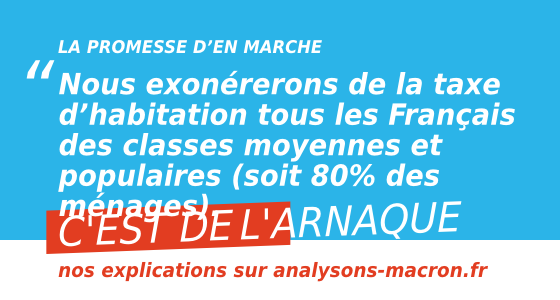 LA PROMESSE D’EN MARCHE
“ Nous exonérerons de la taxe
d’habitation tous les Français
des classes moyennes et
populaires (soit 80% des
ménages).
C'EST DE L'ARNAQUE
nos explications sur analysons-macron.fr